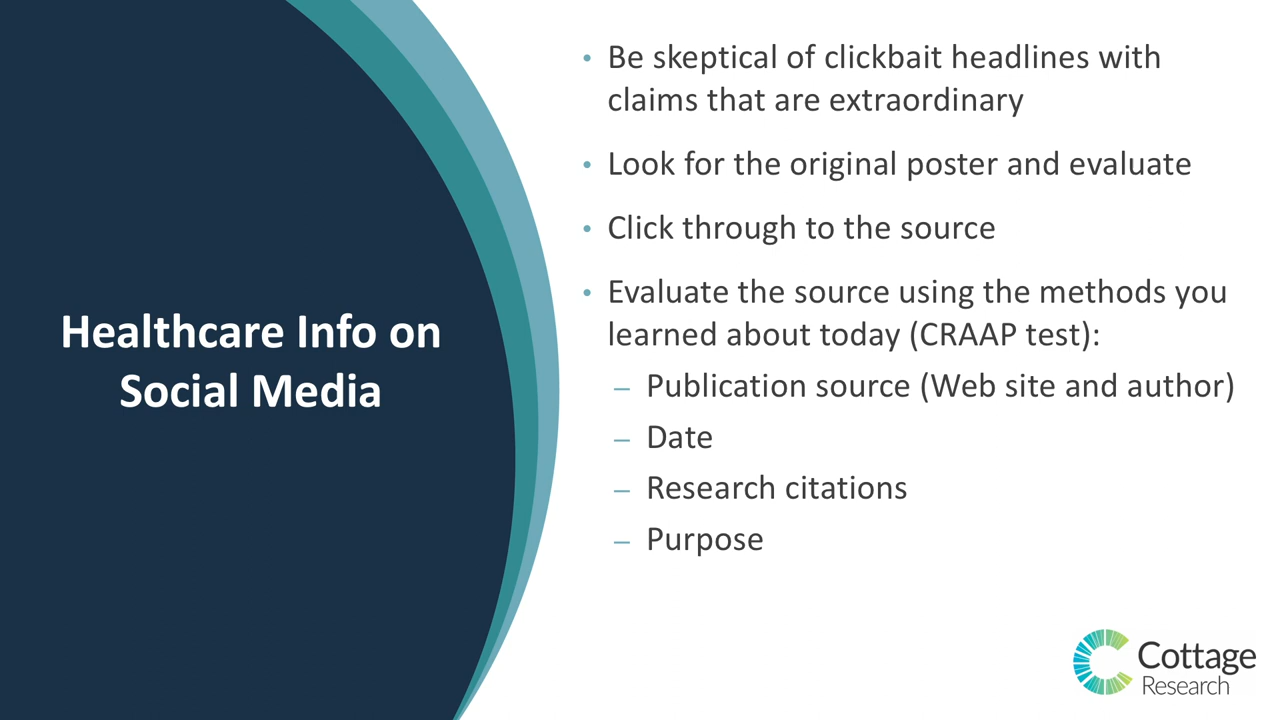 Healthcare Info on
Social Media
• Be skeptical of clickbait headlines with
claims that are extraordinary
• Look for the original poster and evaluate
• Click through to the source
• Evaluate the source using the methods you
learned about today (CRAAP test):
– Publication source (Web site and author)
– Date
– Research citations
– Purpose
Cottage
Research